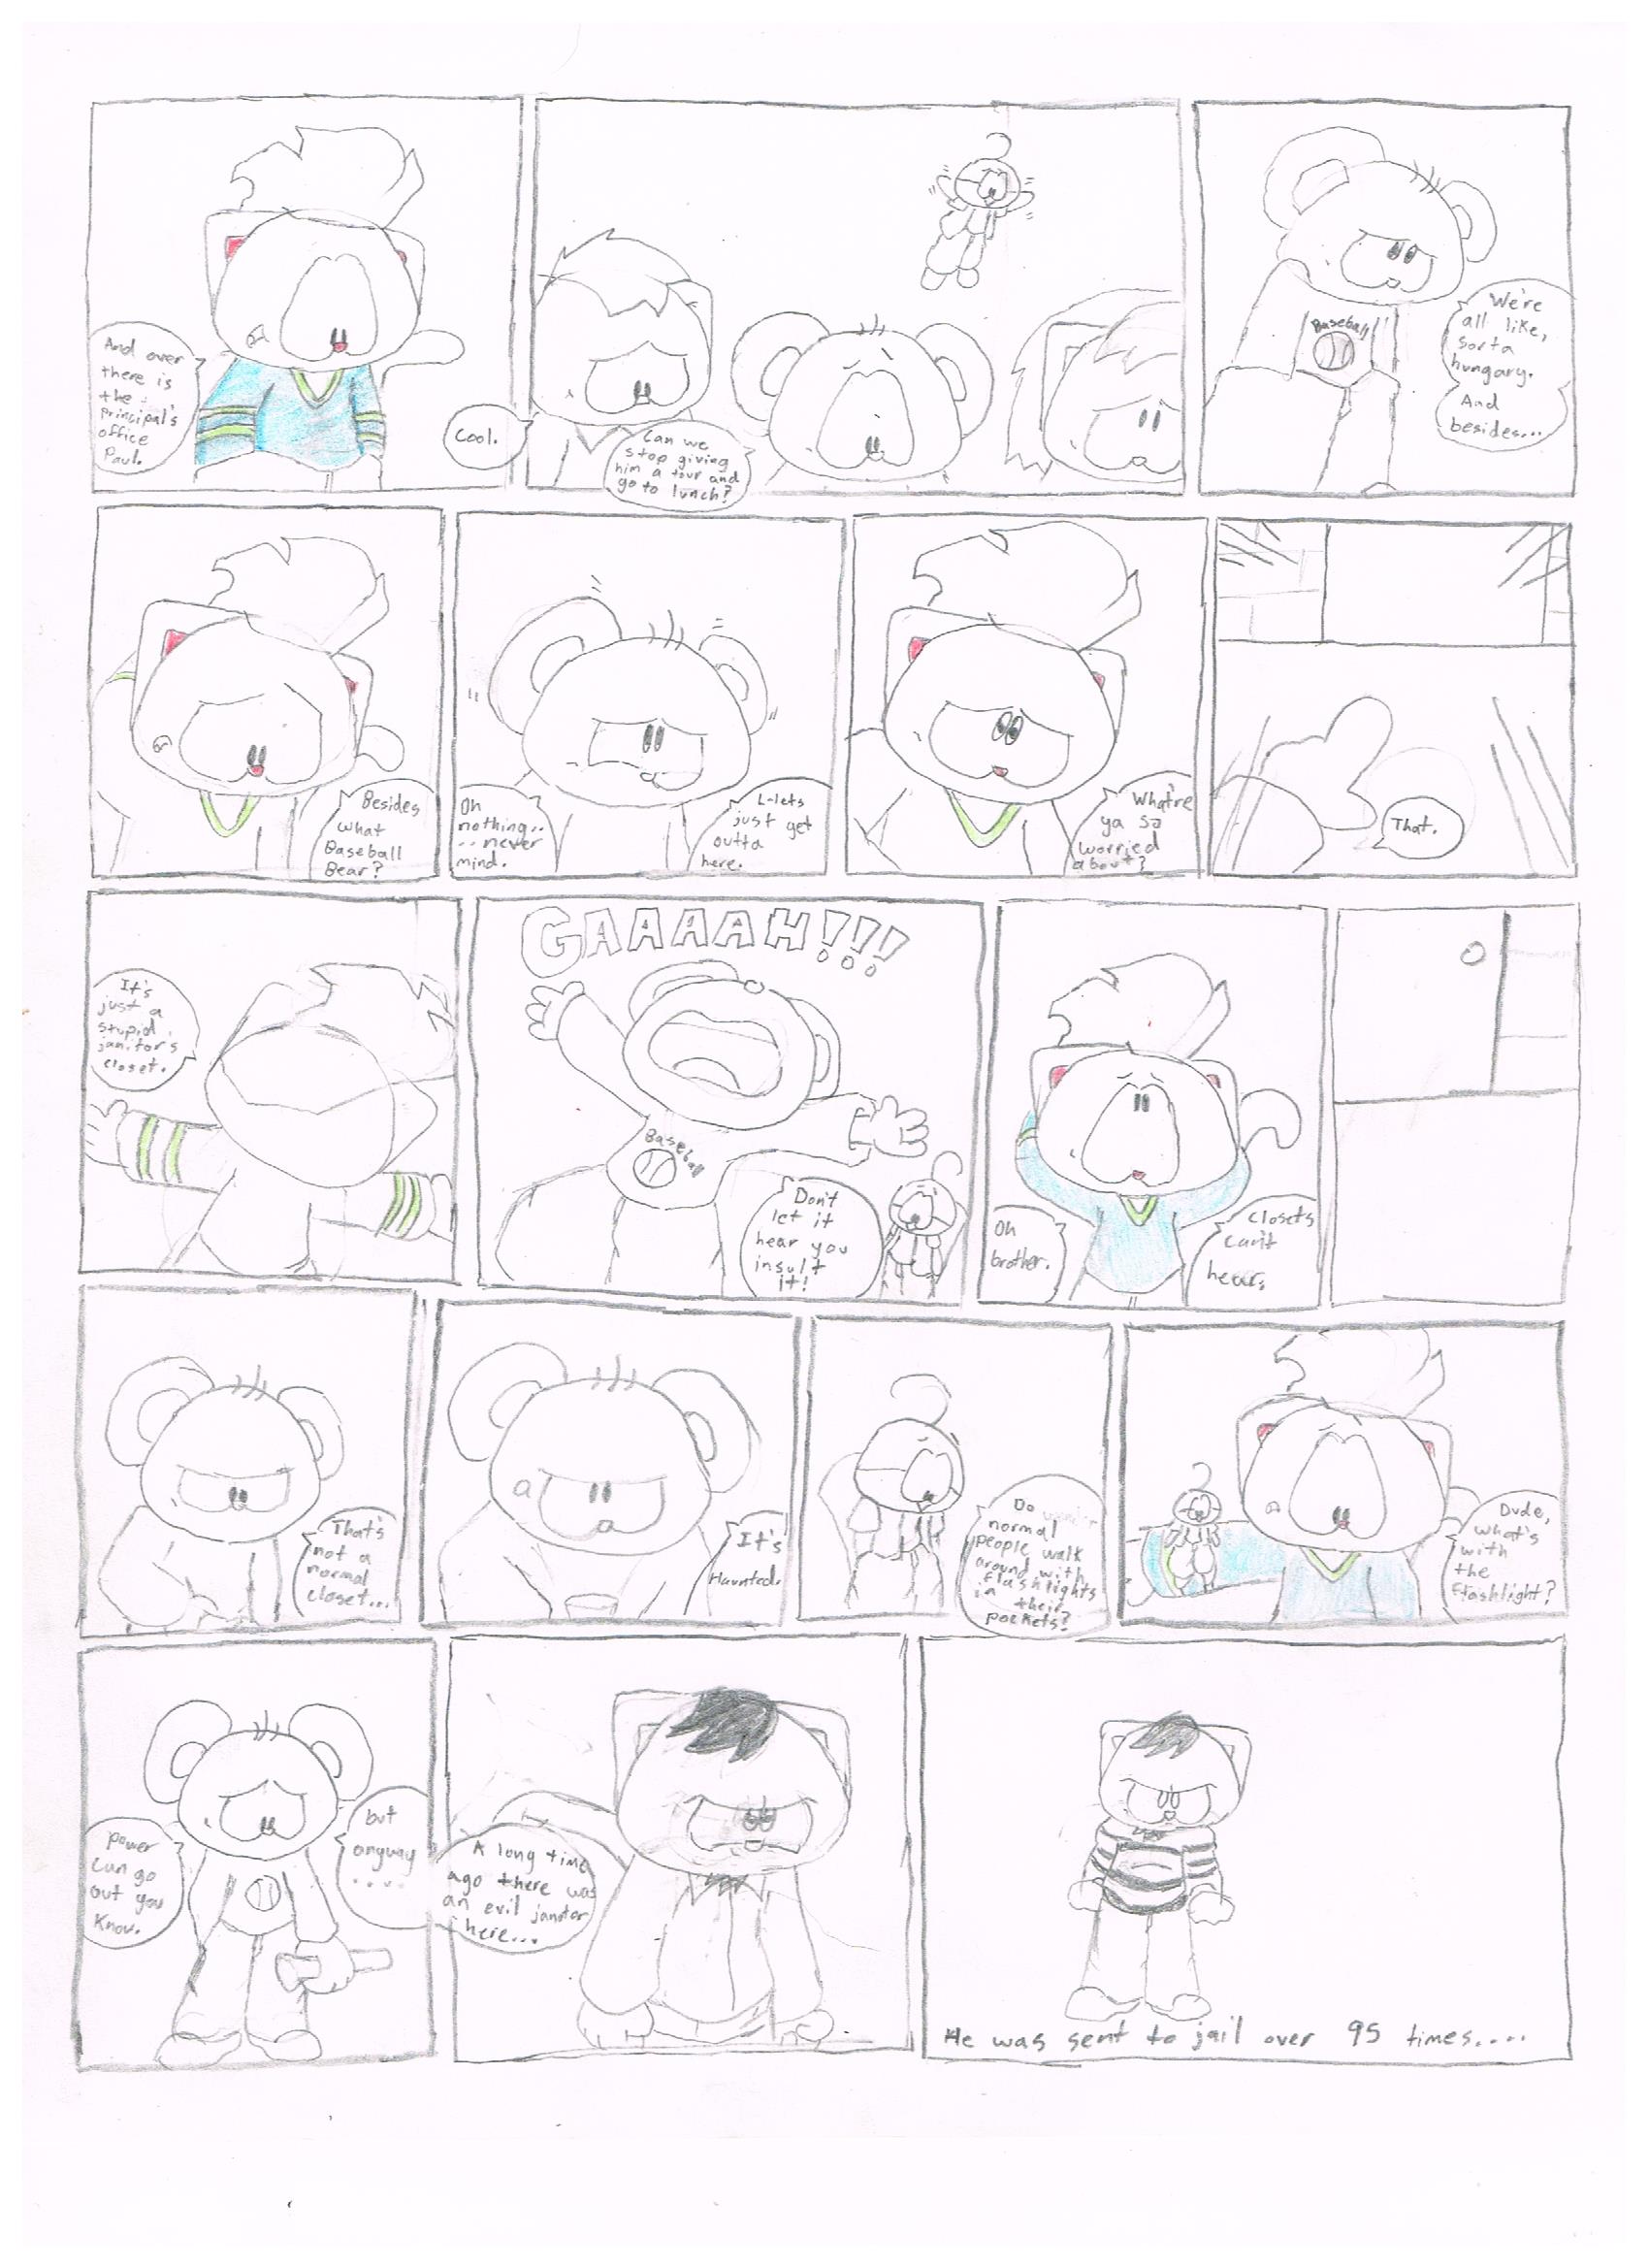 And over
there is
the
principal's
office
Paul.
Cool.
Can we
stop giving
him a tour and
go to lunch?
Baseball
We're
all like,
sorta
hungary.
And
besides...
Besides
what
Baseball
Bear?
Oh
nothing..
..never
mind.
L-lets
just get
outta
here.
What're
ya so
worried
about?
That.
It's
just a
stupid
janitor's
closet.
GAAAAAH!!!
Baseball
Don't
let it
hear you
insult
it!
Oh
brother.
closets
can't
hear.
That's
not a
normal
closet...
It's
Haunted.
Do
normal
people walk
around with
flashlights
in their
pockets?
Dude,
what's
with
the
flashlight?
Power
can go
out you
know.
but
anyway
....
A long time
ago there was
an evil janitor
here...
He was sent to jail over 95 times....